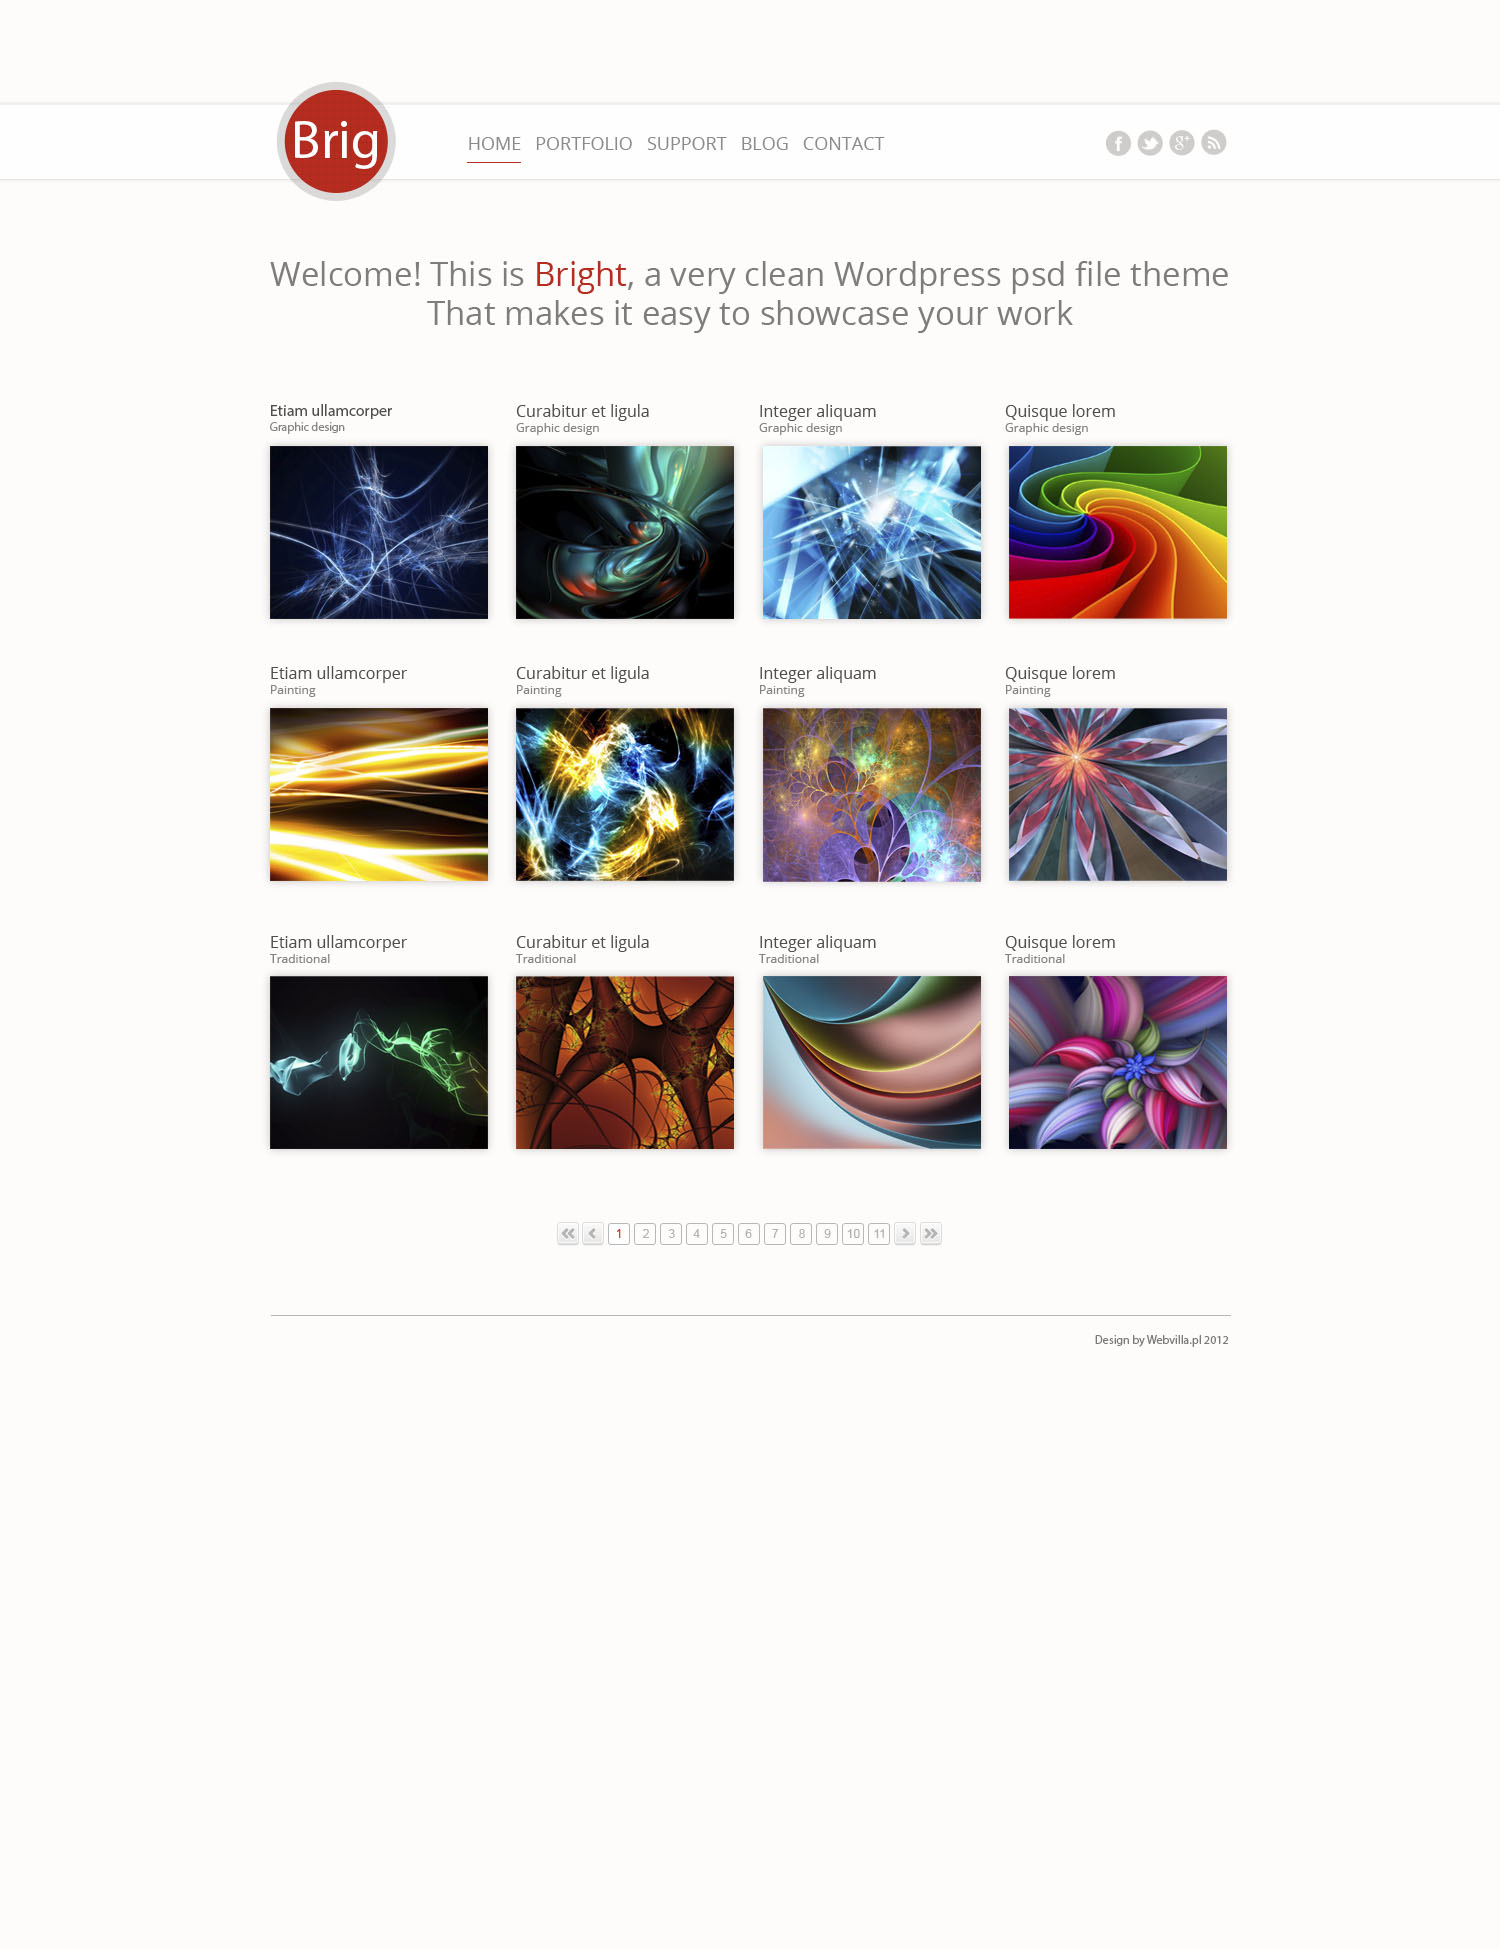 Brig
HOME PORTFOLIO SUPPORT BLOG CONTACT
Welcome! This is Bright, a very clean Wordpress psd file theme
That makes it easy to showcase your work
Etiam ullamcorper
Graphic design
Curabitur et ligula
Graphic design
Integer aliquam
Graphic design
Quisque lorem
Graphic design
Etiam ullamcorper
Painting
Curabitur et ligula
Painting
Integer aliquam
Painting
Quisque lorem
Painting
Etiam ullamcorper
Traditional
Curabitur et ligula
Traditional
Integer aliquam
Traditional
Quisque lorem
Traditional
1 2 3 4 5 6 7 8 9 10 11
Design by Webvilla.pl 2012